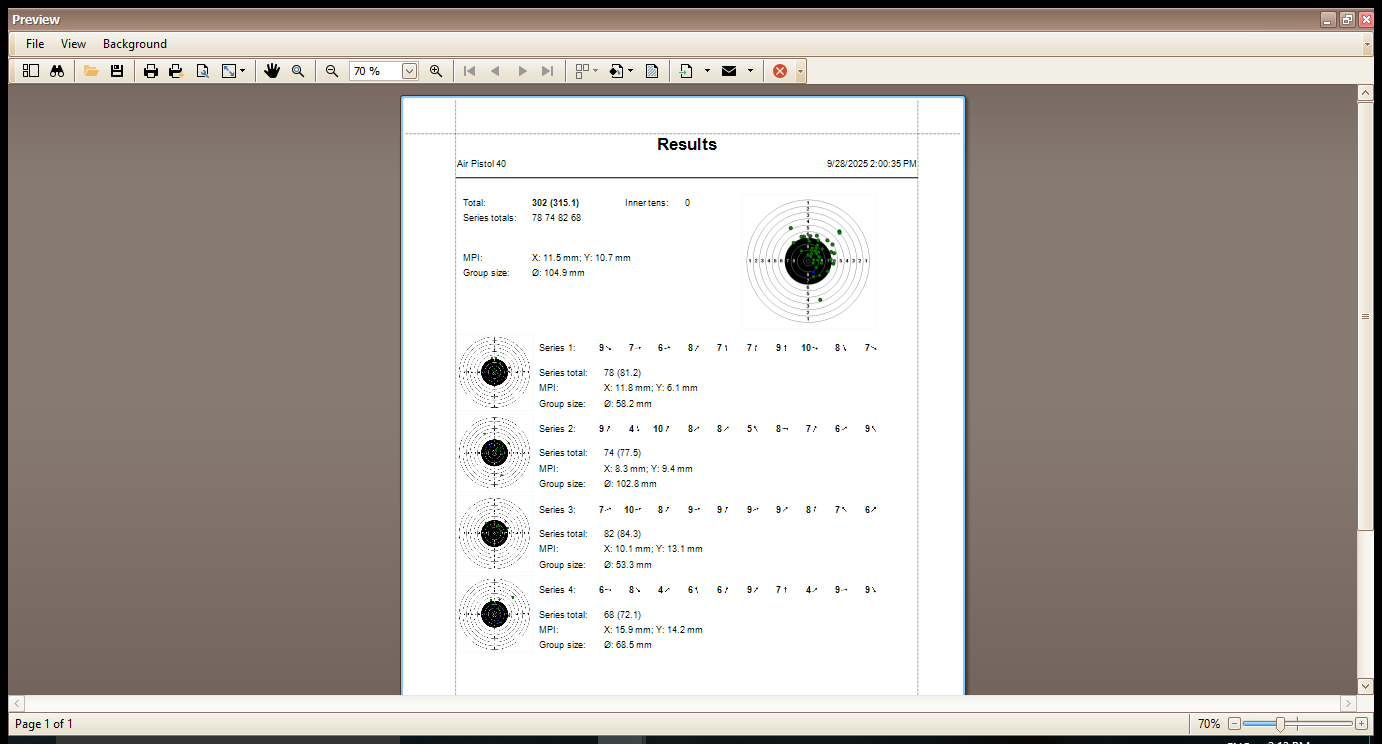 Preview
File View Background
70 %
Results
Air Pistol 40 9/28/2025 2:00:35 PM
Total: 302 (315.1) Inner tens: 0
Series totals: 78 74 82 68
MPI: X: 11.5 mm; Y: 10.7 mm
Group size: Ø: 104.9 mm
Series 1: 9 7 6 8 7 7 9 10 8 7
Series total: 78 (81.2)
MPI: X: 11.8 mm; Y: 6.1 mm
Group size: Ø: 58.2 mm
Series 2: 9 4 10 8 8 5 8 7 6 9
Series total: 74 (77.5)
MPI: X: 8.3 mm; Y: 9.4 mm
Group size: Ø: 102.8 mm
Series 3: 7 10 8 9 9 9 9 8 7 6
Series total: 82 (84.3)
MPI: X: 10.1 mm; Y: 13.1 mm
Group size: Ø: 53.3 mm
Series 4: 6 8 4 6 6 9 7 4 9 9
Series total: 68 (72.1)
MPI: X: 15.9 mm; Y: 14.2 mm
Group size: Ø: 68.5 mm
Page 1 of 1 70%